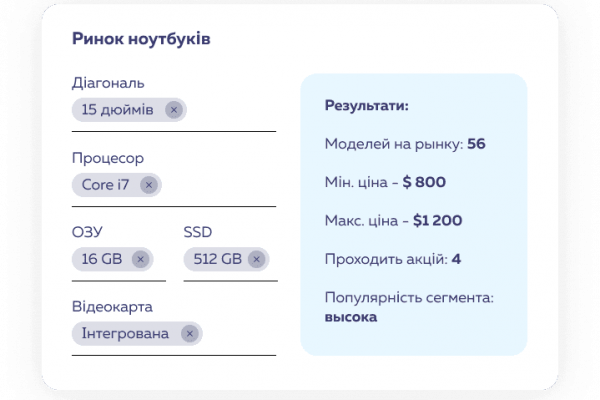 Ринок ноутбуків
Діагональ
15 дюймів ×
Процесор
Core i7 ×
ОЗУ SSD
16 GB × 512 GB ×
Відеокарта
Інтегрована ×
Результати:
Моделей на рынку: 56
Мін. ціна - $ 800
Макс. ціна - $1 200
Проходить акцій: 4
Популярність сегмента:
высока